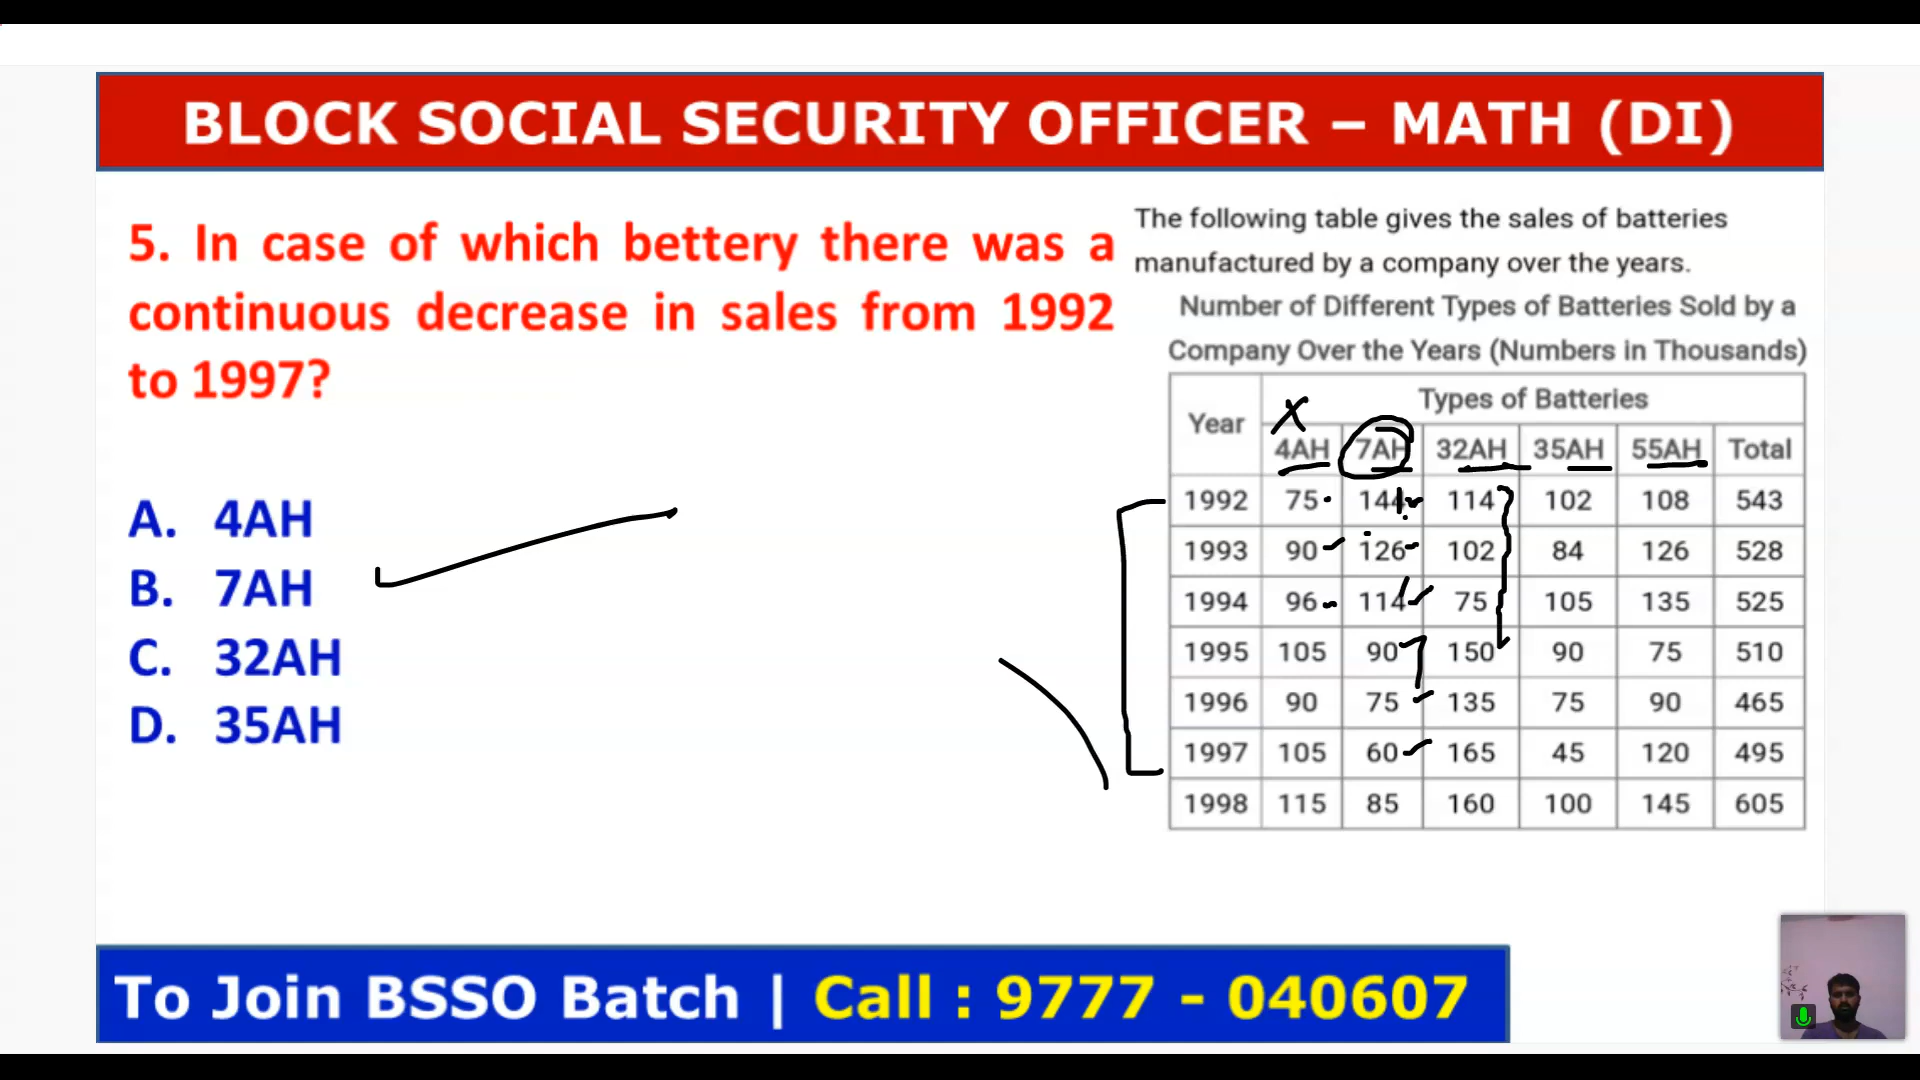 BLOCK SOCIAL SECURITY OFFICER – MATH (DI)
5. In case of which bettery there was a
continuous decrease in sales from 1992
to 1997?
A. 4AH
B. 7AH
C. 32AH
D. 35AH
The following table gives the sales of batteries
manufactured by a company over the years.
Number of Different Types of Batteries Sold by a
Company Over the Years (Numbers in Thousands)
Year Types of Batteries
4AH 7AH 32AH 35AH 55AH Total
1992 75 144 114 102 108 543
1993 90 126 102 84 126 528
1994 96 114 75 105 135 525
1995 105 90 150 90 75 510
1996 90 75 135 75 90 465
1997 105 60 165 45 120 495
1998 115 85 160 100 145 605
To Join BSSO Batch | Call : 9777 - 040607